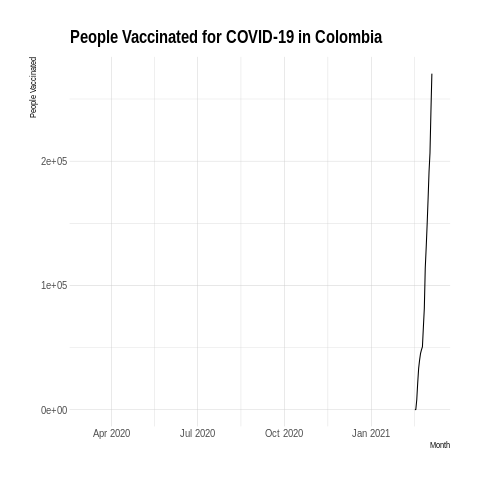 People Vaccinated for COVID-19 in Colombia
People Vaccinated
2e+05
1e+05
0e+00
Apr 2020
Jul 2020
Oct 2020
Jan 2021
Month